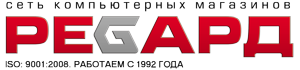 сеть компьютерных магазинов
РЕGАРД
ISO: 9001:2008. РАБОТАЕМ С 1992 ГОДА